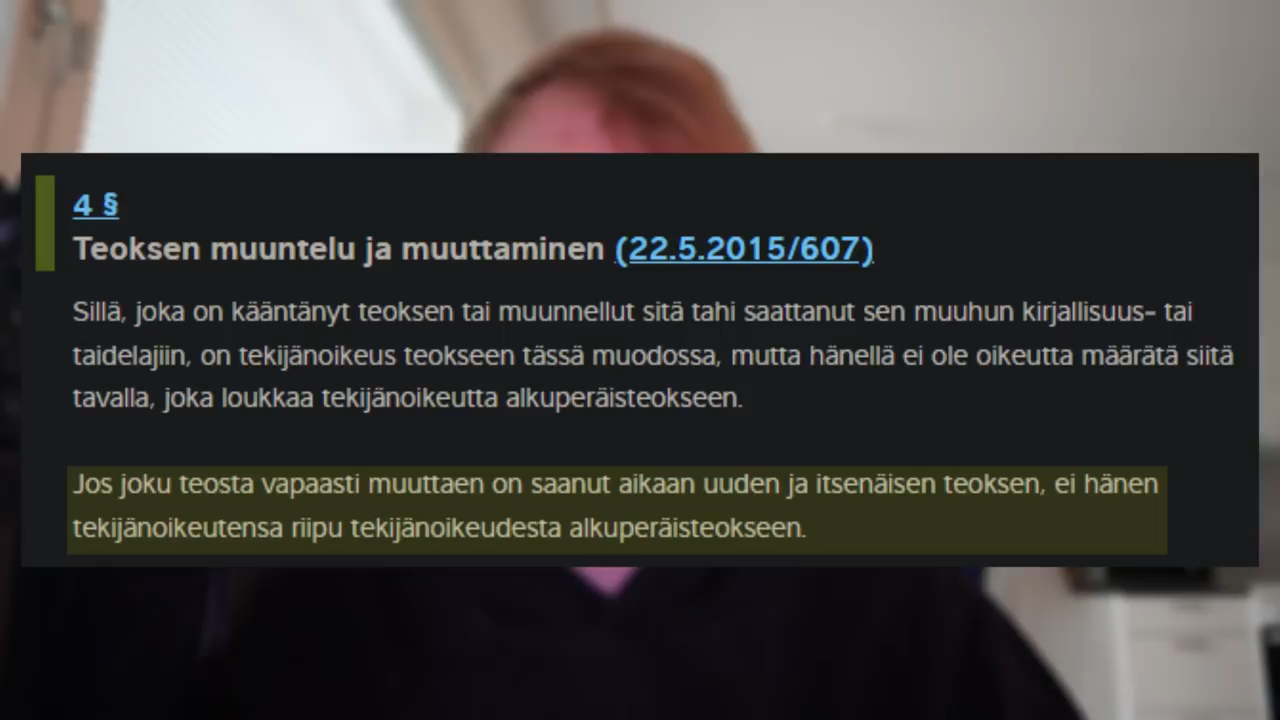 4 §
Teoksen muuntelu ja muuttaminen (22.5.2015/607)
Sillä, joka on kääntänyt teoksen tai muunnellut sitä tahi saattanut sen muuhun kirjallisuus- tai
taidelajiin, on tekijänoikeus teokseen tässä muodossa, mutta hänellä ei ole oikeutta määrätä siitä
tavalla, joka loukkaa tekijänoikeutta alkuperäisteokseen.
Jos joku teosta vapaasti muuttaen on saanut aikaan uuden ja itsenäisen teoksen, ei hänen
tekijänoikeutensa riipu tekijänoikeudesta alkuperäisteokseen.